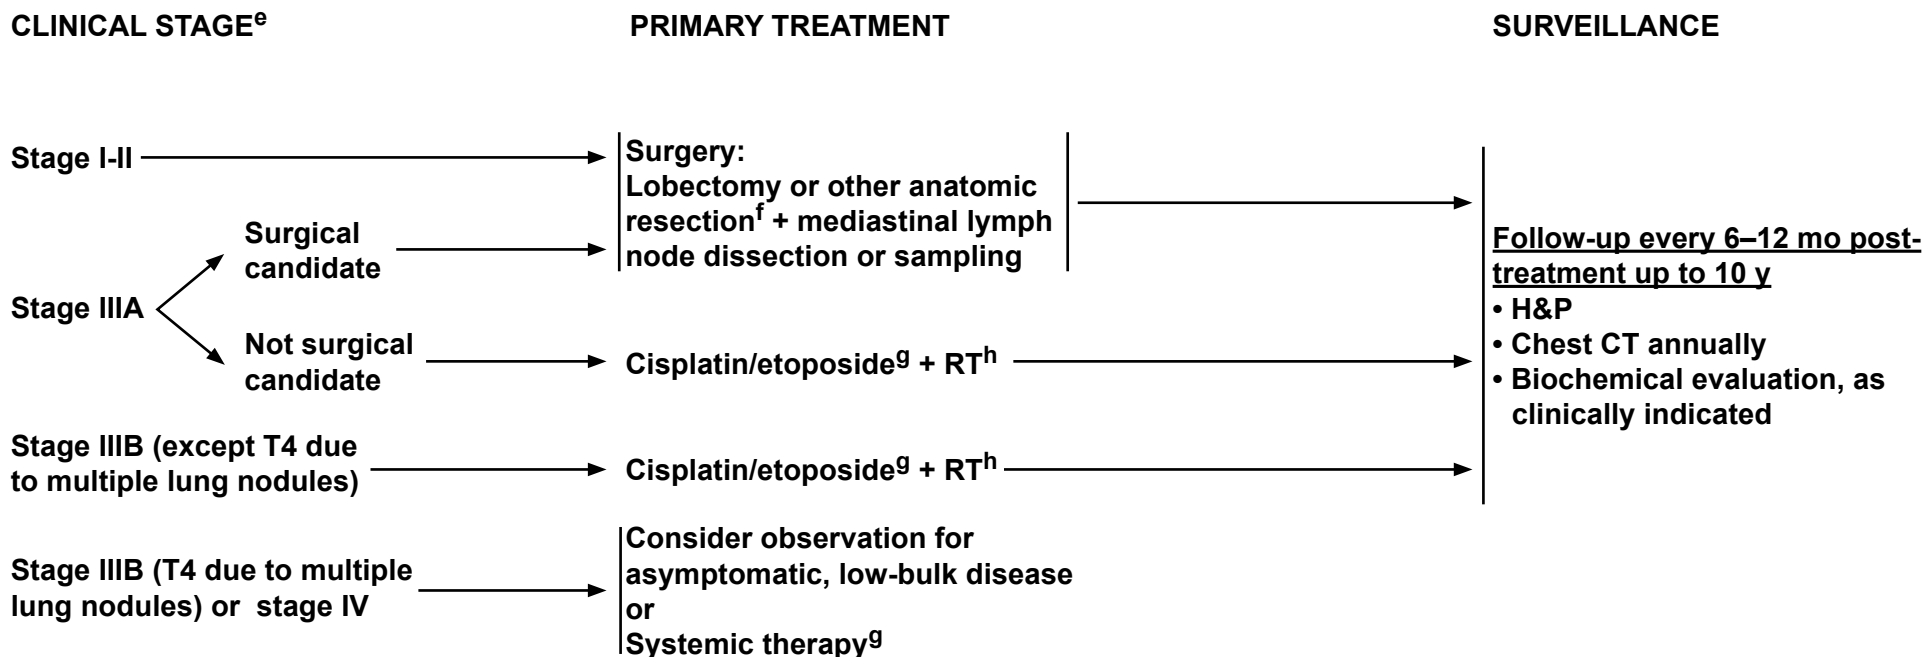 CLINICAL STAGEᵉ
PRIMARY TREATMENT
SURVEILLANCE
Stage I-II
Surgery:
Lobectomy or other anatomic
resectionᶠ + mediastinal lymph
node dissection or sampling
Stage IIIA
Surgical
candidate
Not surgical
candidate
Cisplatin/etoposideᵍ + RTʰ
Stage IIIB (except T4 due
to multiple lung nodules)
Cisplatin/etoposideᵍ + RTʰ
Stage IIIB (T4 due to multiple
lung nodules) or stage IV
Consider observation for
asymptomatic, low-bulk disease
or
Systemic therapyᵍ
Follow-up every 6–12 mo post-
treatment up to 10 y
• H&P
• Chest CT annually
• Biochemical evaluation, as
clinically indicated